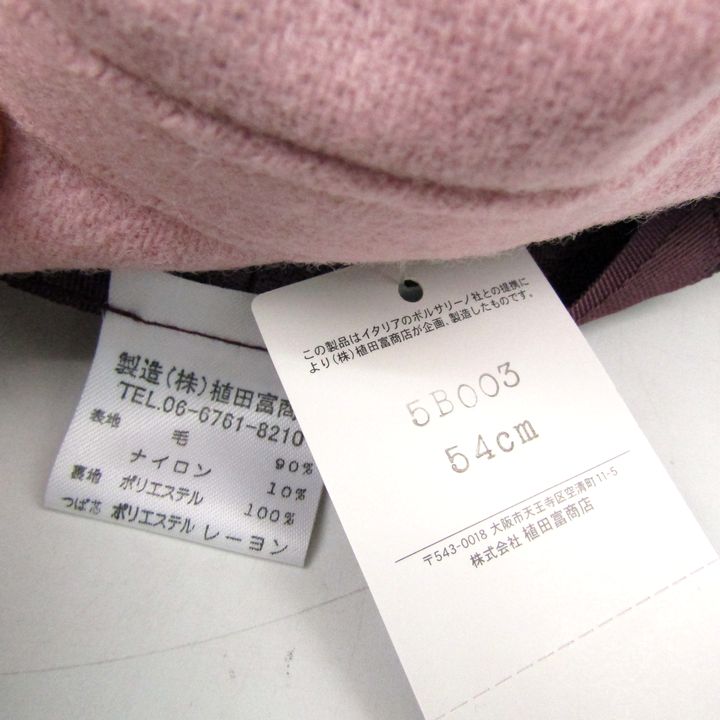 製造(株)植田富商
TEL.06-6761-8210
表地 毛 90%
ナイロン 10%
裏地 ポリエステル 100%
つば芯 ポリエステル レーヨン
この製品はイタリアのボルサリーノ社との提携に
より(株)植田富商店が企画、製造したものです。
5B003
54cm
〒543-0018 大阪市天王寺区空清町11-5
株式会社 植田富商店